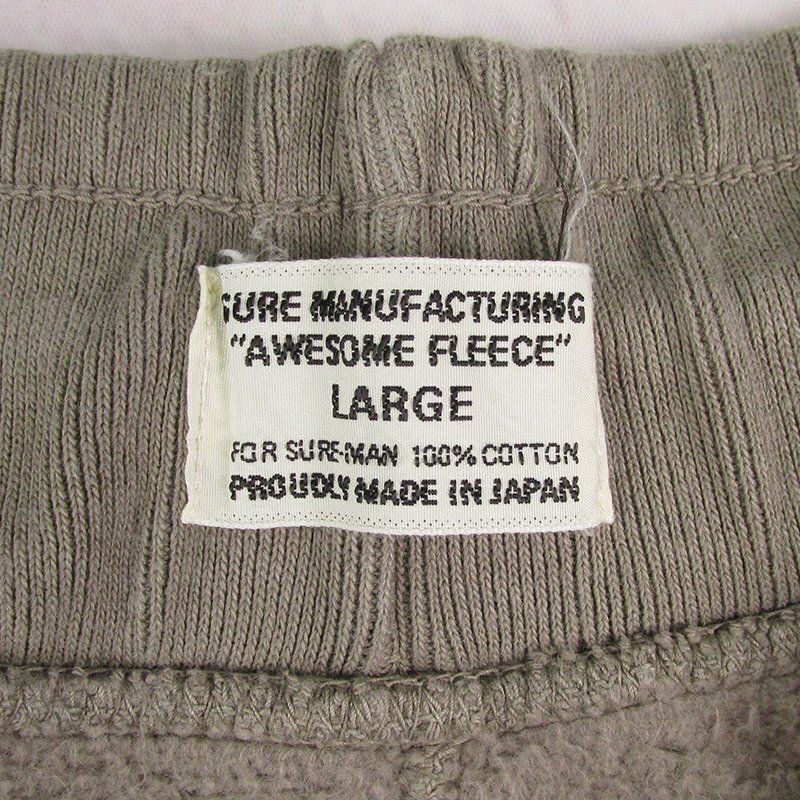 SURE MANUFACTURING
"AWESOME FLEECE"
LARGE
FOR SURE-MAN 100% COTTON
PROUDLY MADE IN JAPAN